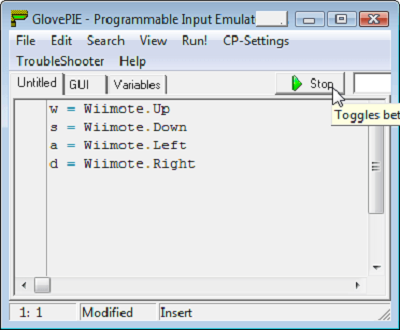 GlovePIE - Programmable Input Emulat
File Edit Search View Run! CP-Settings
TroubleShooter Help
Untitled GUI Variables Stop
Toggles bet
w = Wiimote.Up
s = Wiimote.Down
a = Wiimote.Left
d = Wiimote.Right
1: 1 Modified Insert